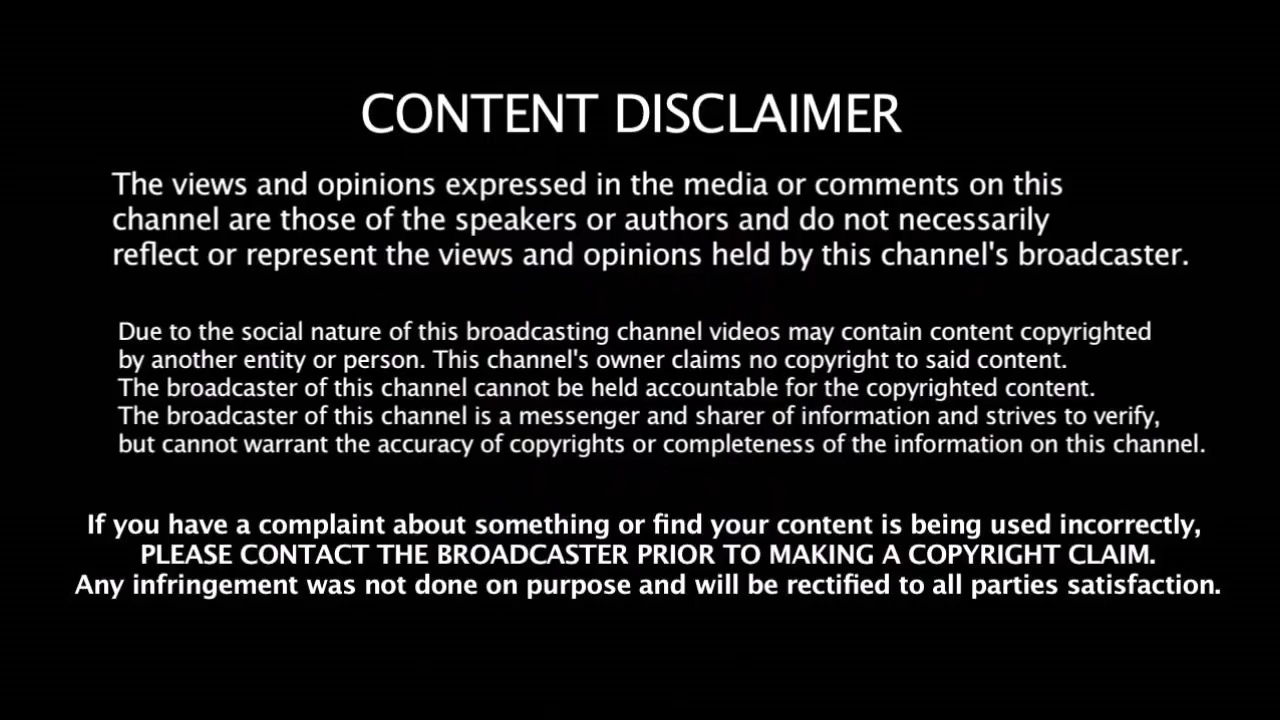 CONTENT DISCLAIMER
The views and opinions expressed in the media or comments on this
channel are those of the speakers or authors and do not necessarily
reflect or represent the views and opinions held by this channel's broadcaster.
Due to the social nature of this broadcasting channel videos may contain content copyrighted
by another entity or person. This channel's owner claims no copyright to said content.
The broadcaster of this channel cannot be held accountable for the copyrighted content.
The broadcaster of this channel is a messenger and sharer of information and strives to verify,
but cannot warrant the accuracy of copyrights or completeness of the information on this channel.
If you have a complaint about something or find your content is being used incorrectly,
PLEASE CONTACT THE BROADCASTER PRIOR TO MAKING A COPYRIGHT CLAIM.
Any infringement was not done on purpose and will be rectified to all parties satisfaction.